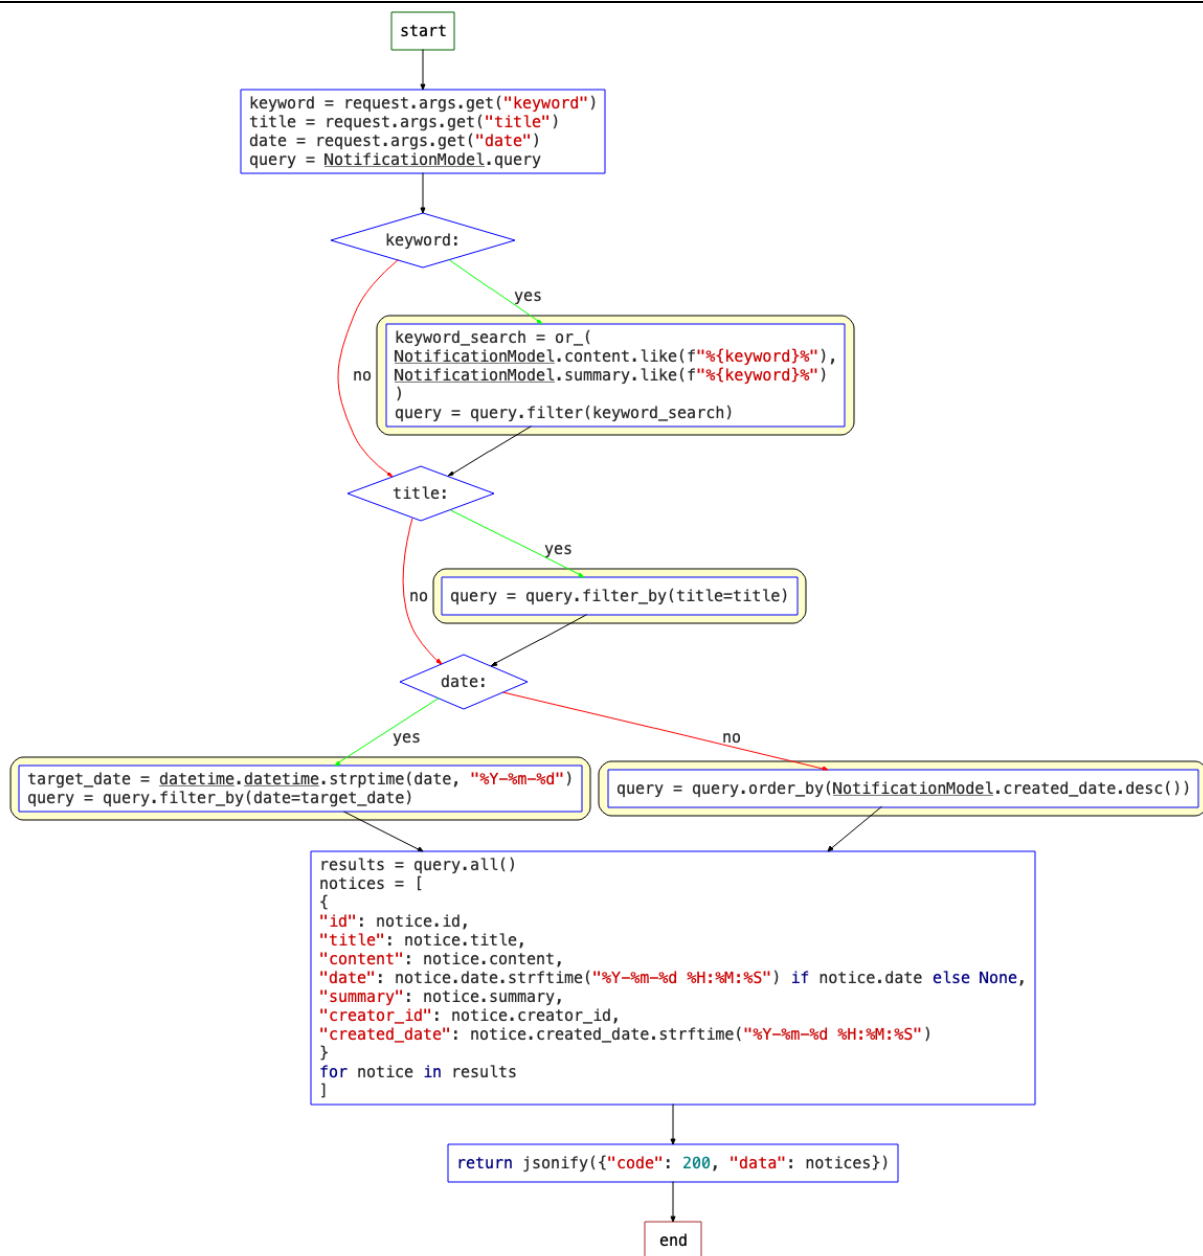 start
keyword = request.args.get("keyword")
title = request.args.get("title")
date = request.args.get("date")
query = NotificationModel.query
keyword:
yes
no
keyword_search = or_(
NotificationModel.content.like(f"%{keyword}%"),
NotificationModel.summary.like(f"%{keyword}%")
)
query = query.filter(keyword_search)
title:
yes
no
query = query.filter_by(title=title)
date:
yes
no
target_date = datetime.datetime.strptime(date, "%Y-%m-%d")
query = query.filter_by(date=target_date)
query = query.order_by(NotificationModel.created_date.desc())
results = query.all()
notices = [
{
"id": notice.id,
"title": notice.title,
"content": notice.content,
"date": notice.date.strftime("%Y-%m-%d %H:%M:%S") if notice.date else None,
"summary": notice.summary,
"creator_id": notice.creator_id,
"created_date": notice.created_date.strftime("%Y-%m-%d %H:%M:%S")
}
for notice in results
]
return jsonify({"code": 200, "data": notices})
end